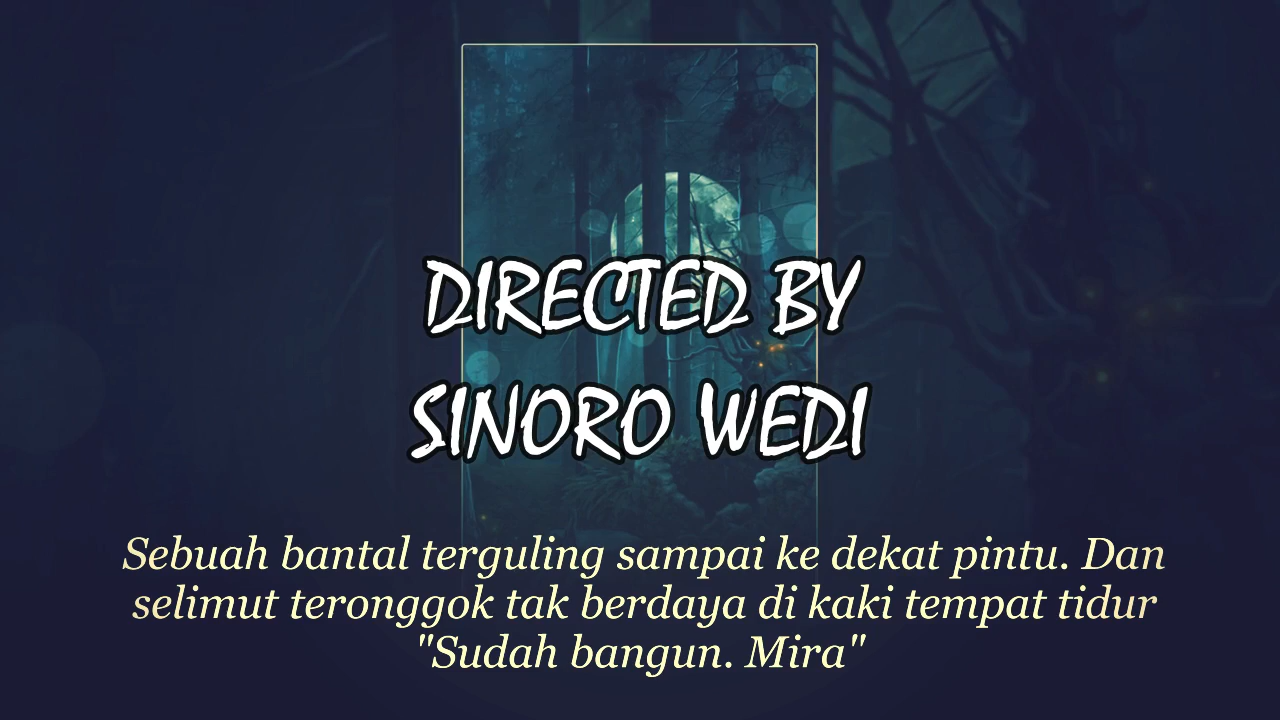 DIRECTED BY
SINORO WEDI
Sebuah bantal terguling sampai ke dekat pintu. Dan
selimut teronggok tak berdaya di kaki tempat tidur
"Sudah bangun. Mira"